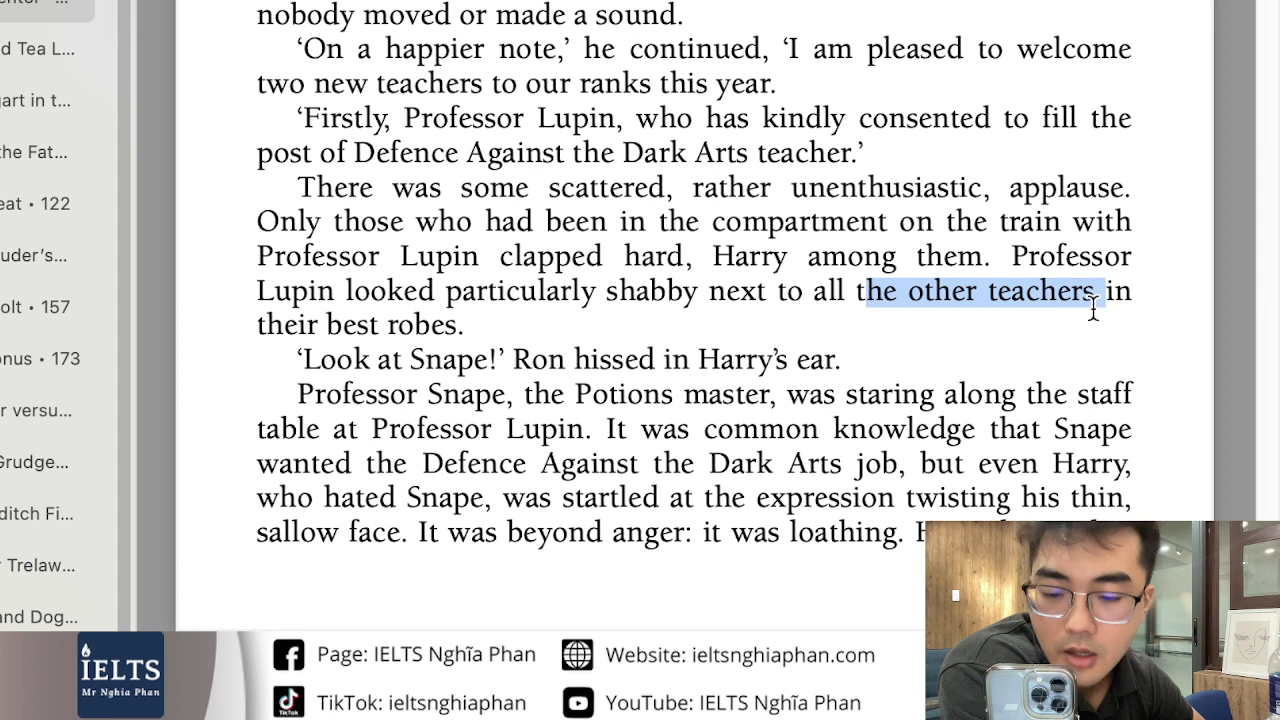 d Tea L...
art in t...
the Fat...
eat • 122
uder's...
olt • 157
onus • 173
r versu...
Grudge...
ditch Fi...
r Trelaw...
and Dog...
nobody moved or made a sound.
‘On a happier note,’ he continued, ‘I am pleased to welcome
two new teachers to our ranks this year.
‘Firstly, Professor Lupin, who has kindly consented to fill the
post of Defence Against the Dark Arts teacher.’
There was some scattered, rather unenthusiastic, applause.
Only those who had been in the compartment on the train with
Professor Lupin clapped hard, Harry among them. Professor
Lupin looked particularly shabby next to all the other teachers in
their best robes.
‘Look at Snape!’ Ron hissed in Harry’s ear.
Professor Snape, the Potions master, was staring along the staff
table at Professor Lupin. It was common knowledge that Snape
wanted the Defence Against the Dark Arts job, but even Harry,
who hated Snape, was startled at the expression twisting his thin,
sallow face. It was beyond anger: it was loathing.
IELTS
Mr Nghia Phan
Page: IELTS Nghĩa Phan
Website: ieltsnghiaphan.com
TikTok
TikTok: ieltsnghiaphan
YouTube: IELTS Nghĩa Phan